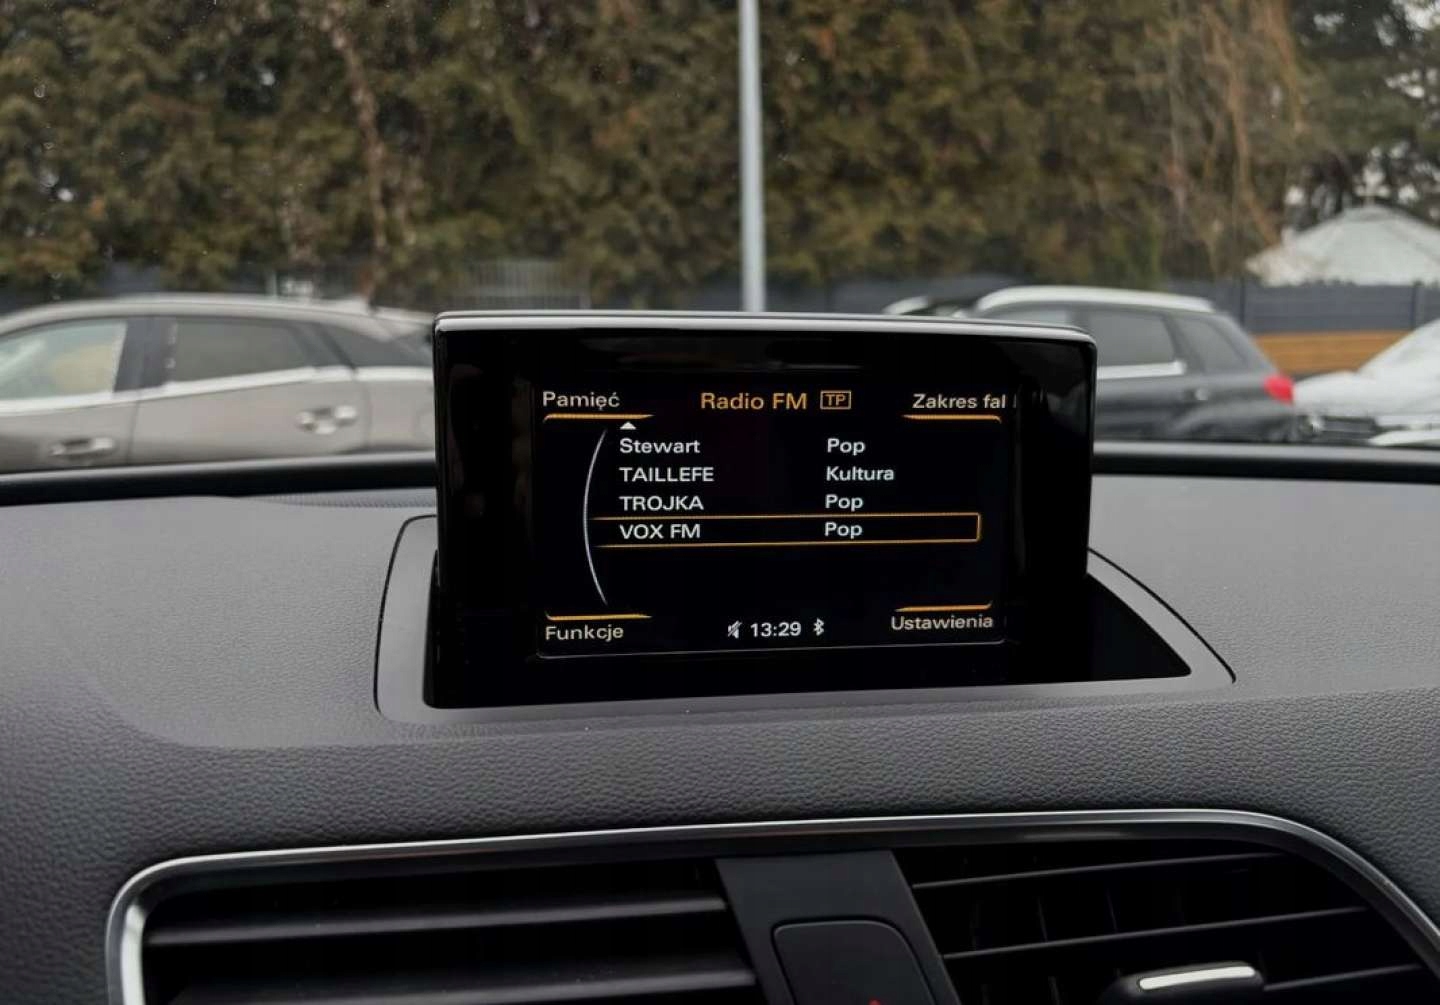 Pamięć Radio FM TP Zakres fal
Stewart Pop
TAILLEFE Kultura
TROJKA Pop
VOX FM Pop
Funkcje 13:29 Ustawienia